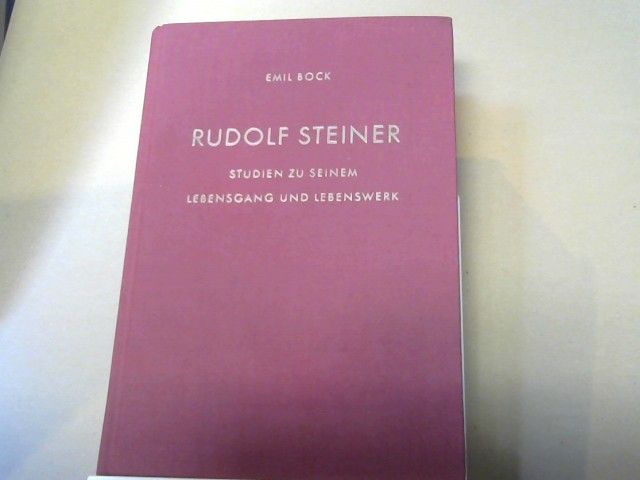 EMIL BOCK
RUDOLF STEINER
STUDIEN ZU SEINEM
LEBENSGANG UND LEBENSWERK